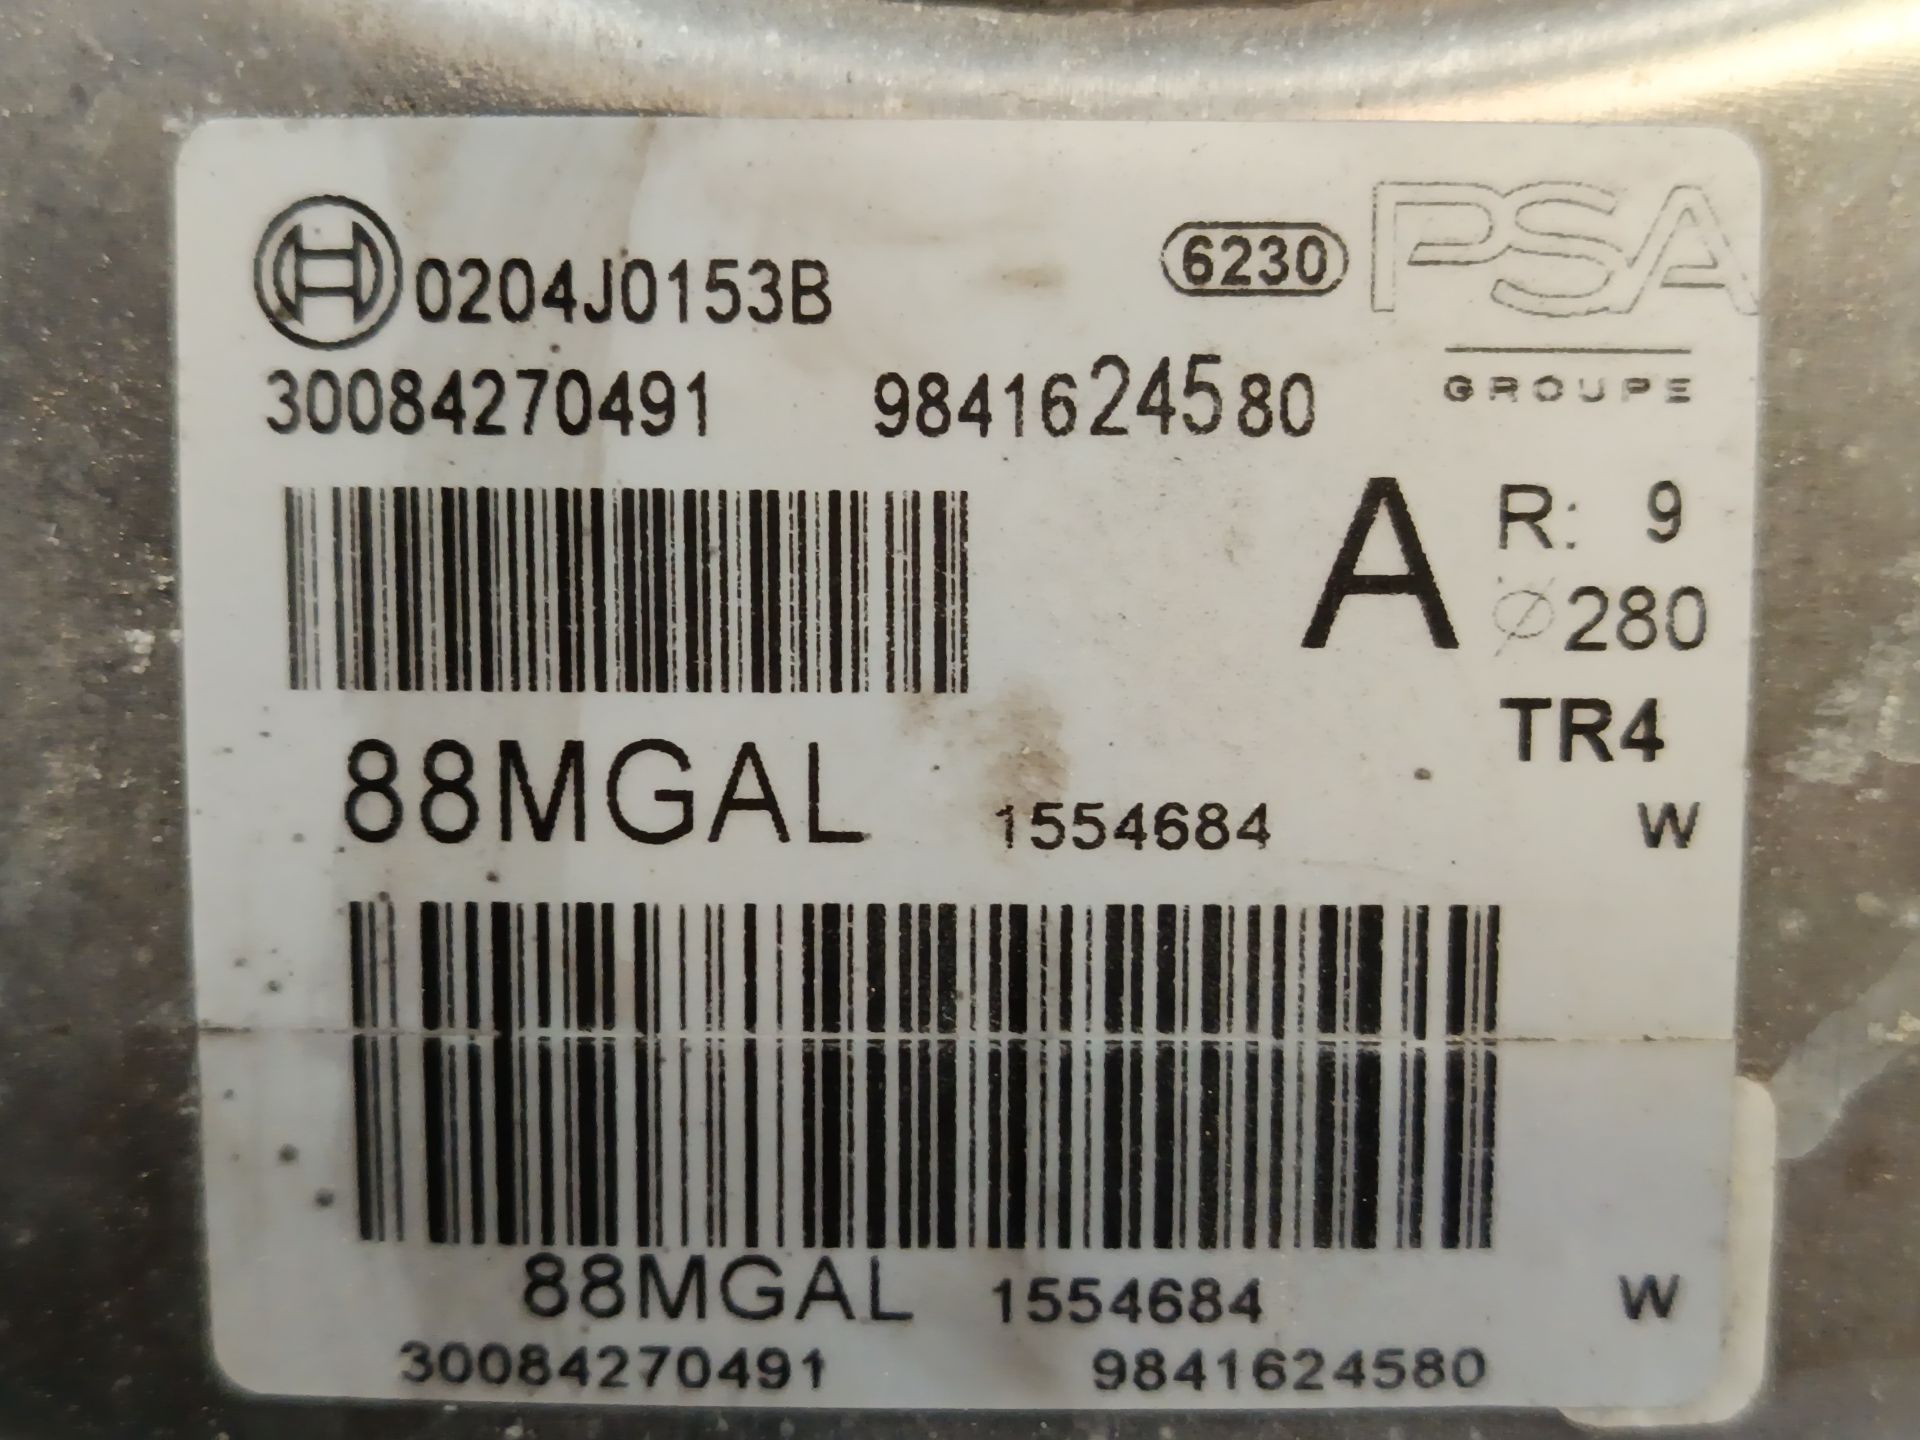 0204J0153B 6230 PSA
GROUPE
30084270491 9841624580
A R: 9
Ø280
TR4
88MGAL 1554684 W
88MGAL 1554684 W
30084270491 9841624580